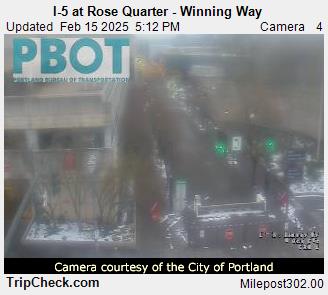 I-5 at Rose Quarter - Winning Way
Updated Feb 15 2025 5:12 PM Camera 4
PBOT
PORTLAND BUREAU OF TRANSPORTATION
Camera courtesy of the City of Portland
TripCheck.com Milepost302.00